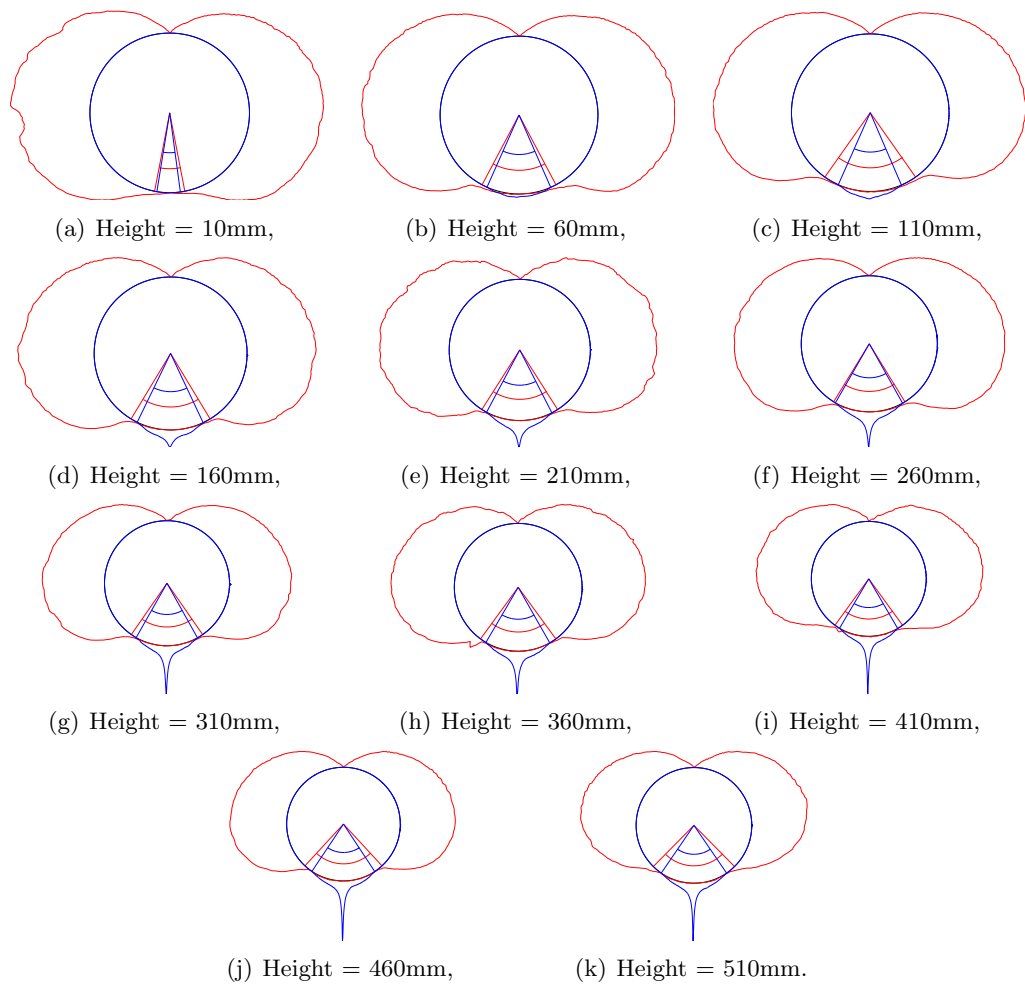 (a) Height = 10mm,
(b) Height = 60mm,
(c) Height = 110mm,
(d) Height = 160mm,
(e) Height = 210mm,
(f) Height = 260mm,
(g) Height = 310mm,
(h) Height = 360mm,
(i) Height = 410mm,
(j) Height = 460mm,
(k) Height = 510mm.